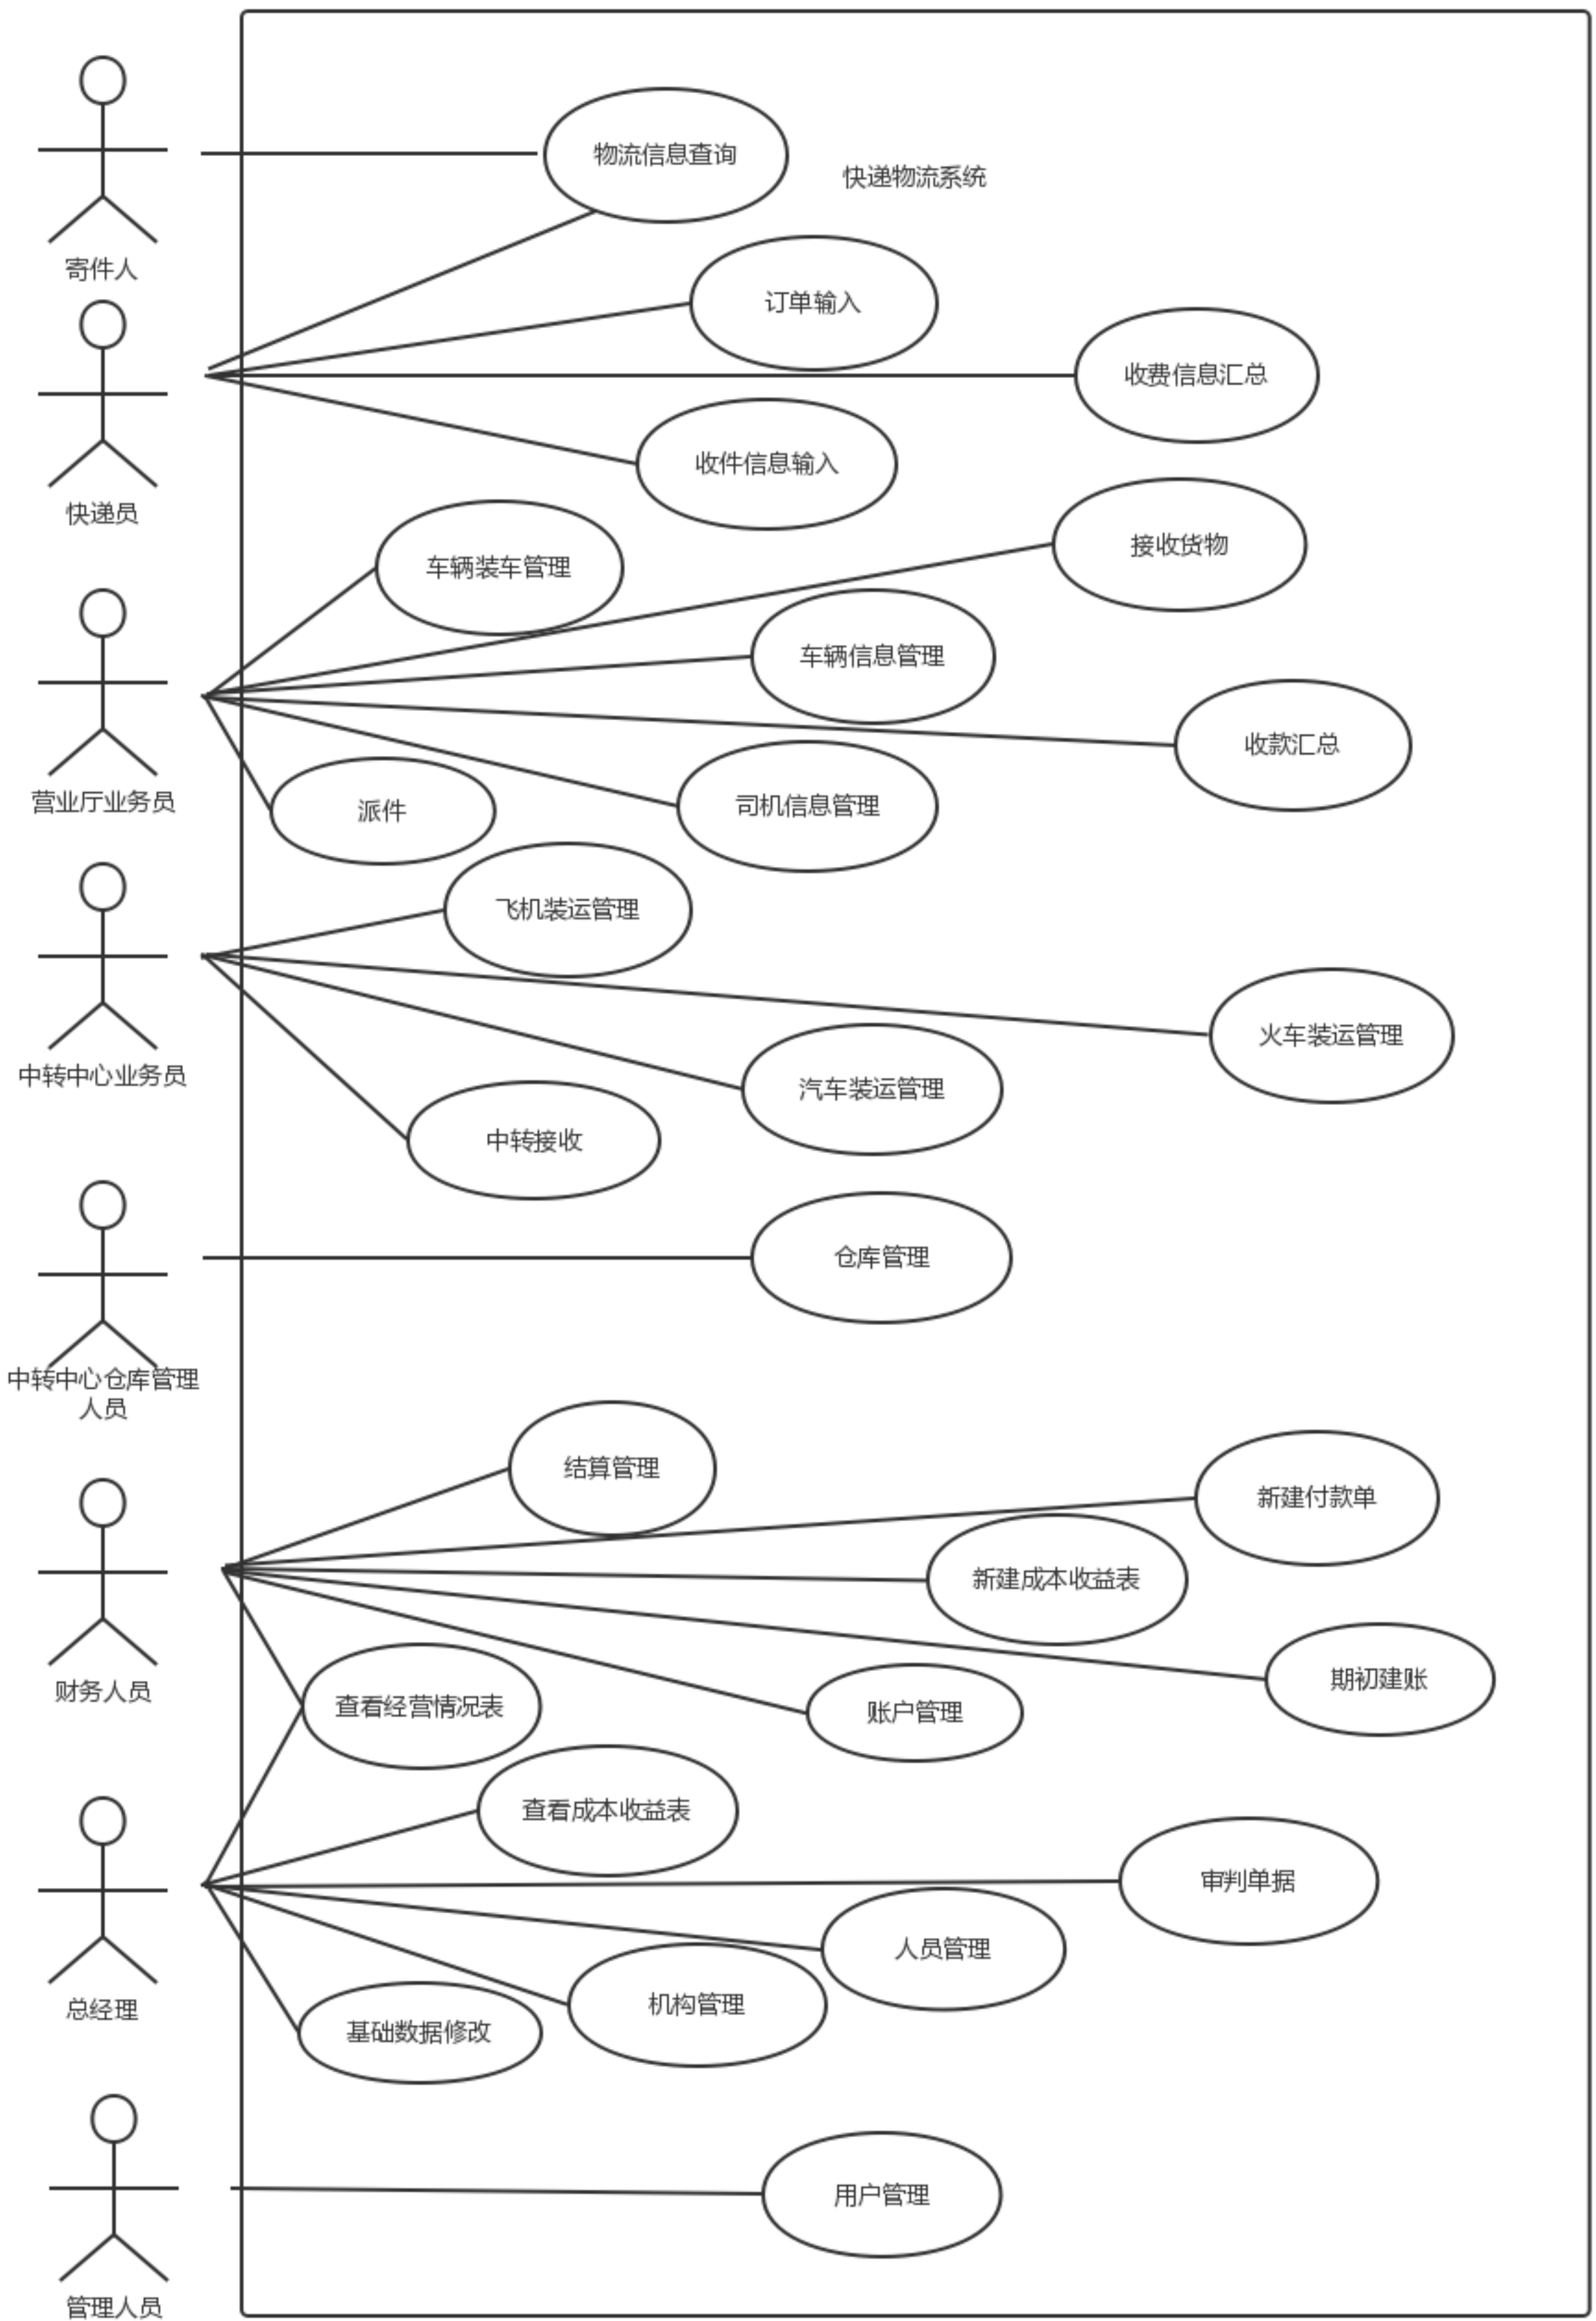 物流信息查询
快递物流系统
寄件人
订单输入
收费信息汇总
收件信息输入
快递员
车辆装车管理
接收货物
车辆信息管理
收款汇总
营业厅业务员
派件
司机信息管理
飞机装运管理
火车装运管理
中转中心业务员
汽车装运管理
中转接收
仓库管理
中转中心仓库管理
人员
结算管理
新建付款单
新建成本收益表
期初建账
财务人员
查看经营情况表
账户管理
查看成本收益表
审判单据
人员管理
总经理
机构管理
基础数据修改
用户管理
管理人员